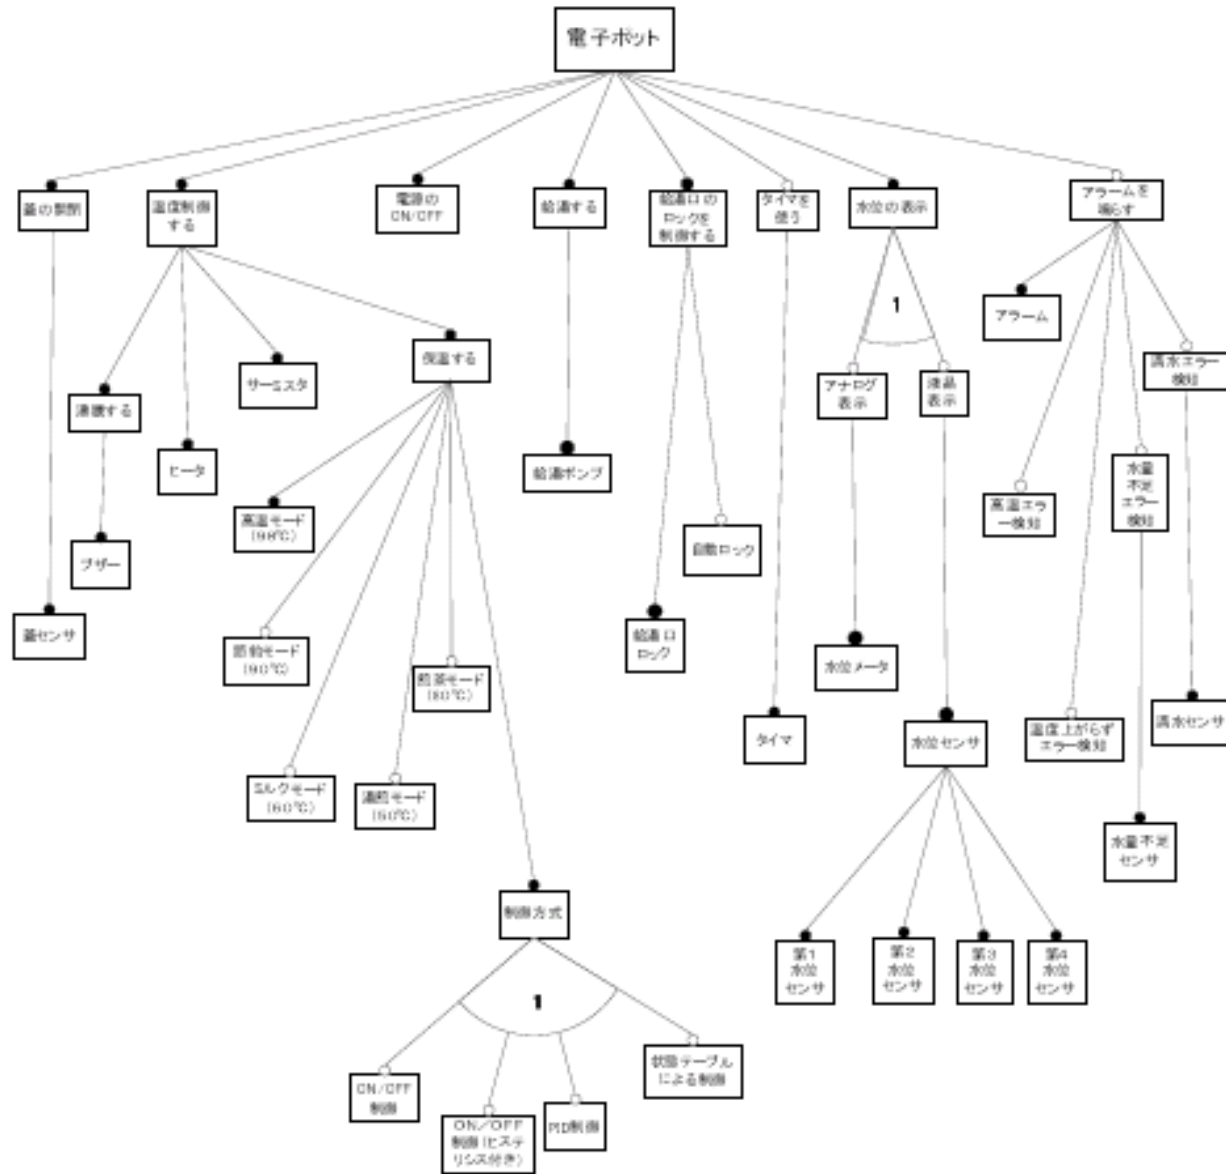 電子ポット
蓋の開閉
温度制御
する
電源の
ON/OFF
給湯する
給湯口の
ロックを
制御する
タイマを
使う
水位の表示
アラームを
鳴らす
アラーム
満水エラー
検知
1
サーミスタ
保温する
沸騰する
アナログ
表示
液晶
表示
ヒータ
給湯ポンプ
水量
不足
エラー
検知
高温エラ
ー検知
高温モード
(98℃)
自動ロック
ブザー
蓋センサ
給湯口
ロック
節約モード
(90℃)
煎茶モード
(80℃)
水位メータ
タイマ
水位センサ
温度上がらず
エラー検知
満水センサ
ミルクモード
(60℃)
モード
水量不足
センサ
制御方式
第1
水位
センサ
第2
水位
センサ
第3
水位
センサ
第4
水位
センサ
1
ON/OFF
制御
ON/OFF
制御(ヒステ
リシス付き)
PID制御
状態テーブル
による制御